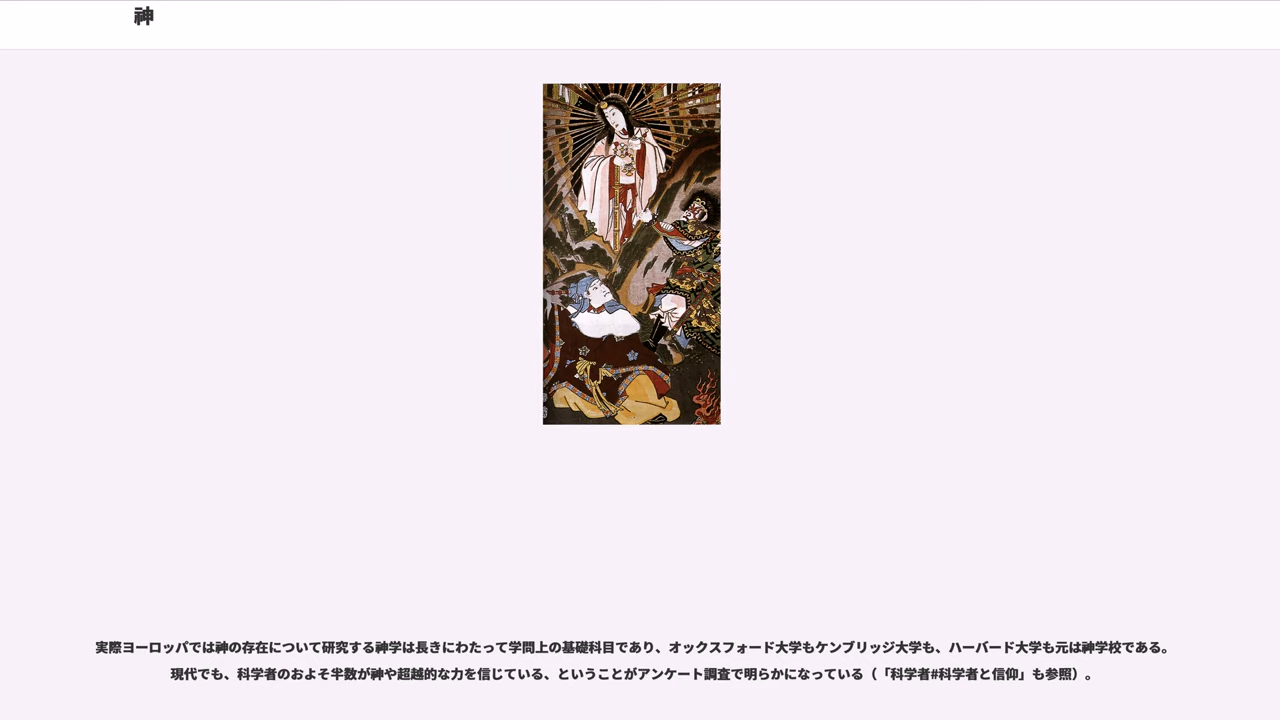 神
実際ヨーロッパでは神の存在について研究する神学は長きにわたって学問上の基礎科目であり、オックスフォード大学もケンブリッジ大学も、ハーバード大学も元は神学校である。
現代でも、科学者のおよそ半数が神や超越的な力を信じている、ということがアンケート調査で明らかになっている（「科学者#科学者と信仰」も参照）。